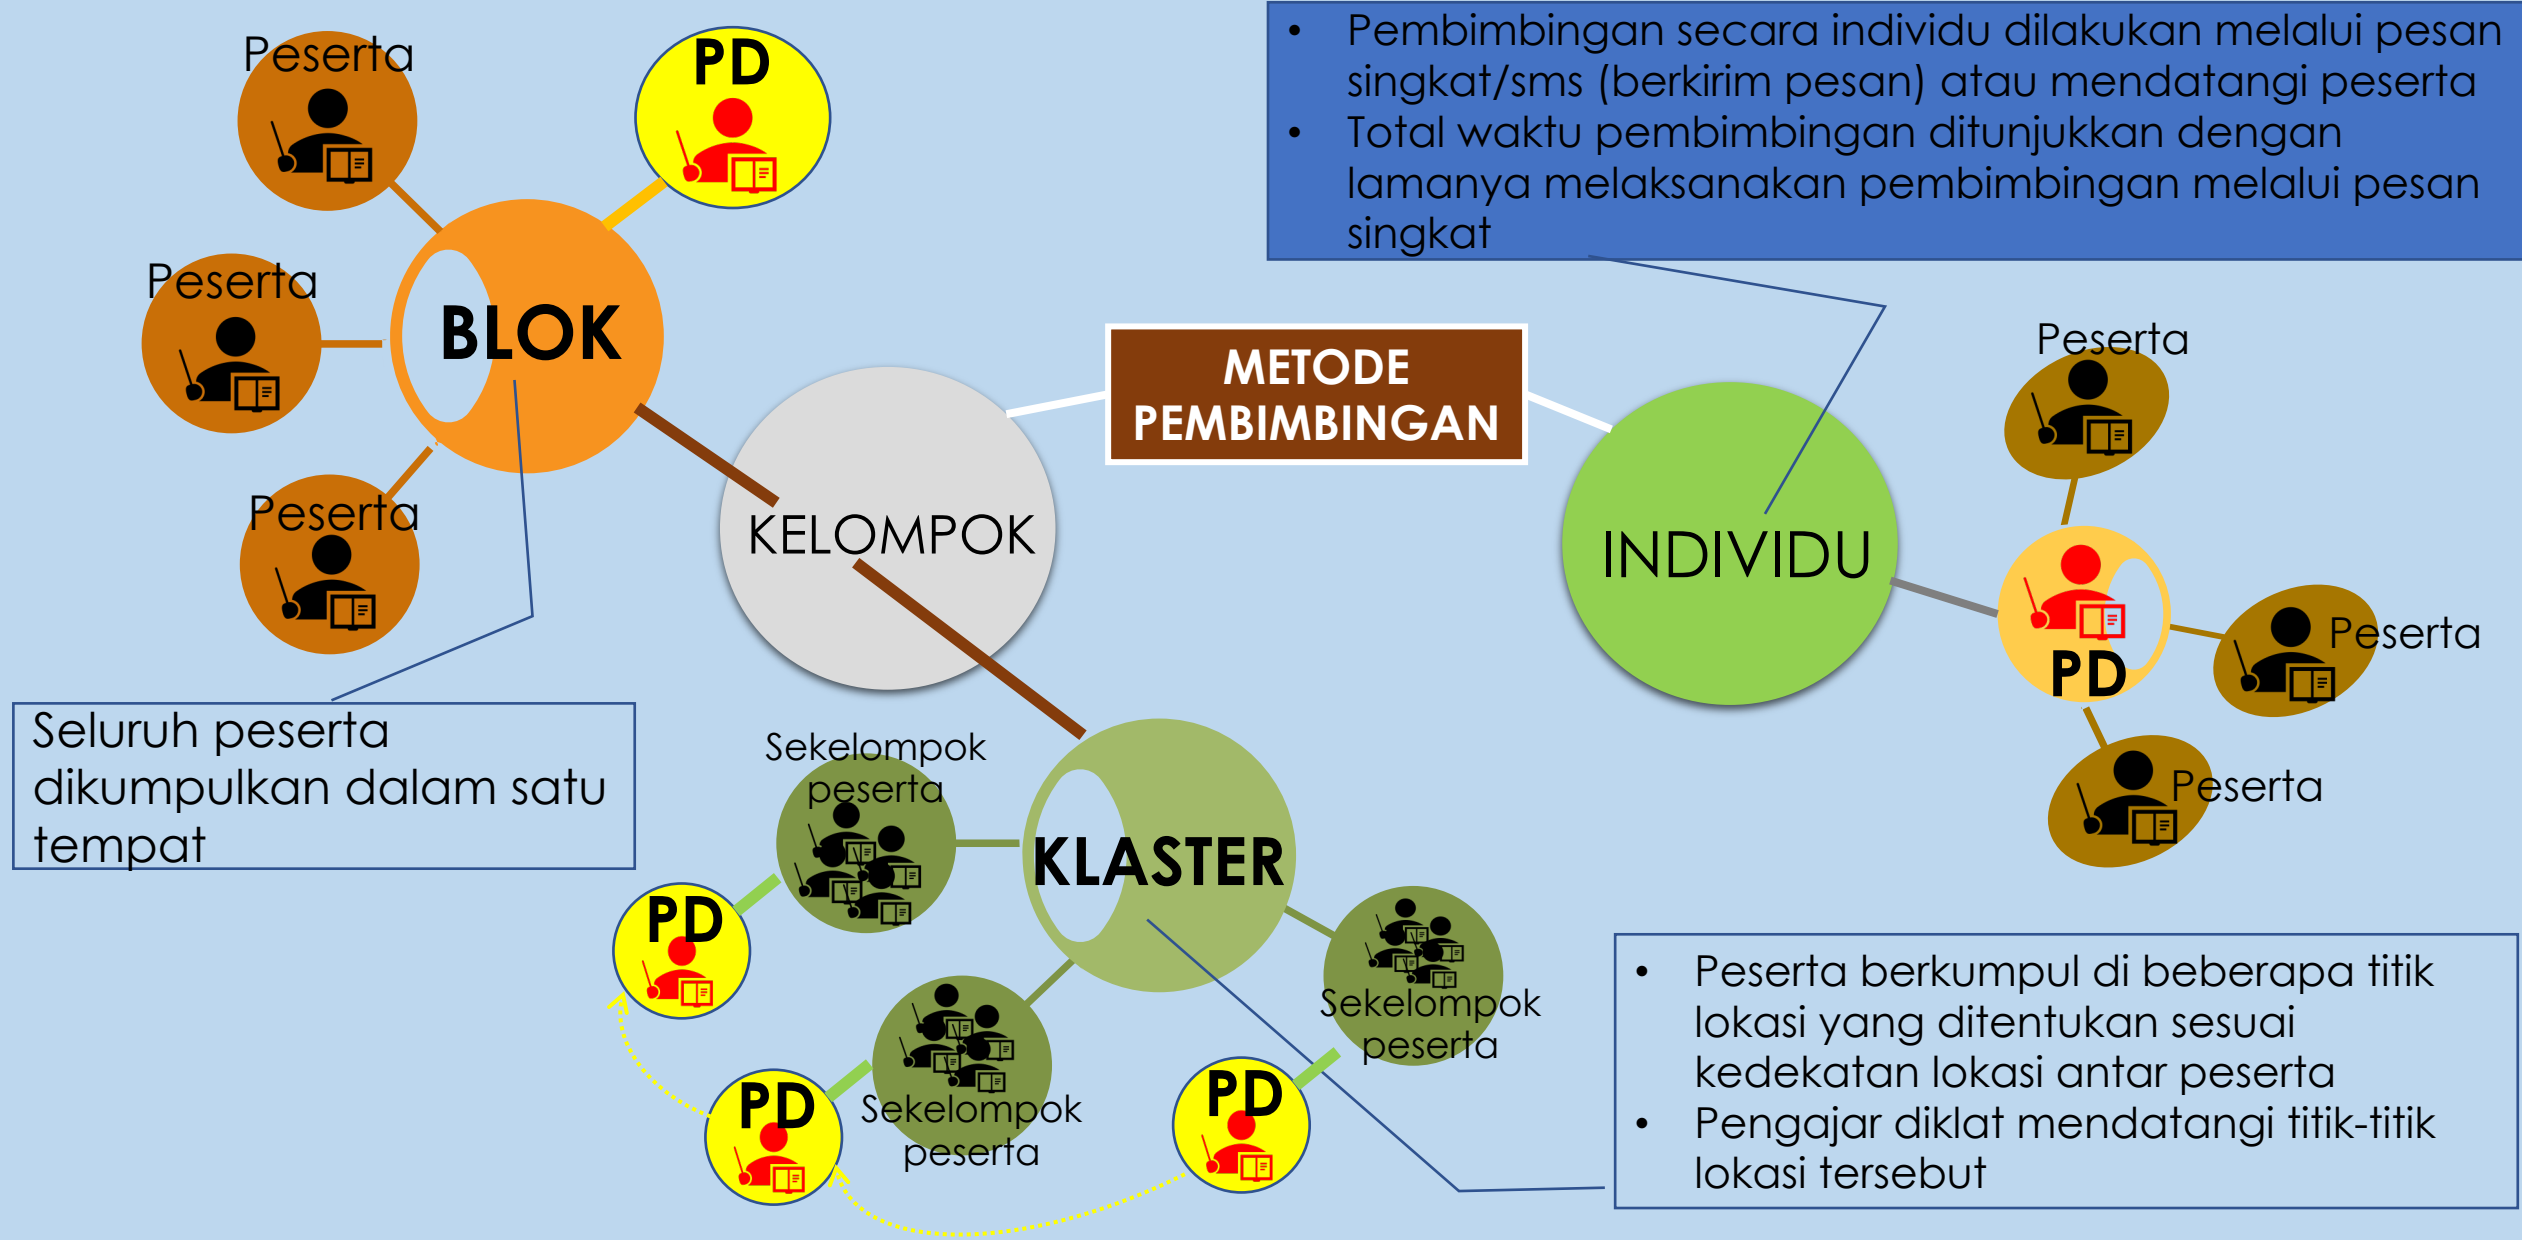 Peserta
PD
Peserta
BLOK
Peserta
Seluruh peserta
dikumpulkan dalam satu
tempat
• Pembimbingan secara individu dilakukan melalui pesan
singkat/sms (berkirim pesan) atau mendatangi peserta
• Total waktu pembimbingan ditunjukkan dengan
lamanya melaksanakan pembimbingan melalui pesan
singkat
METODE
PEMBIMBINGAN
KELOMPOK
INDIVIDU
Peserta
PD
Peserta
Peserta
KLASTER
Sekelompok
peserta
PD
Sekelompok
peserta
PD
Sekelompok
peserta
PD
• Peserta berkumpul di beberapa titik
lokasi yang ditentukan sesuai
kedekatan lokasi antar peserta
• Pengajar diklat mendatangi titik-titik
lokasi tersebut